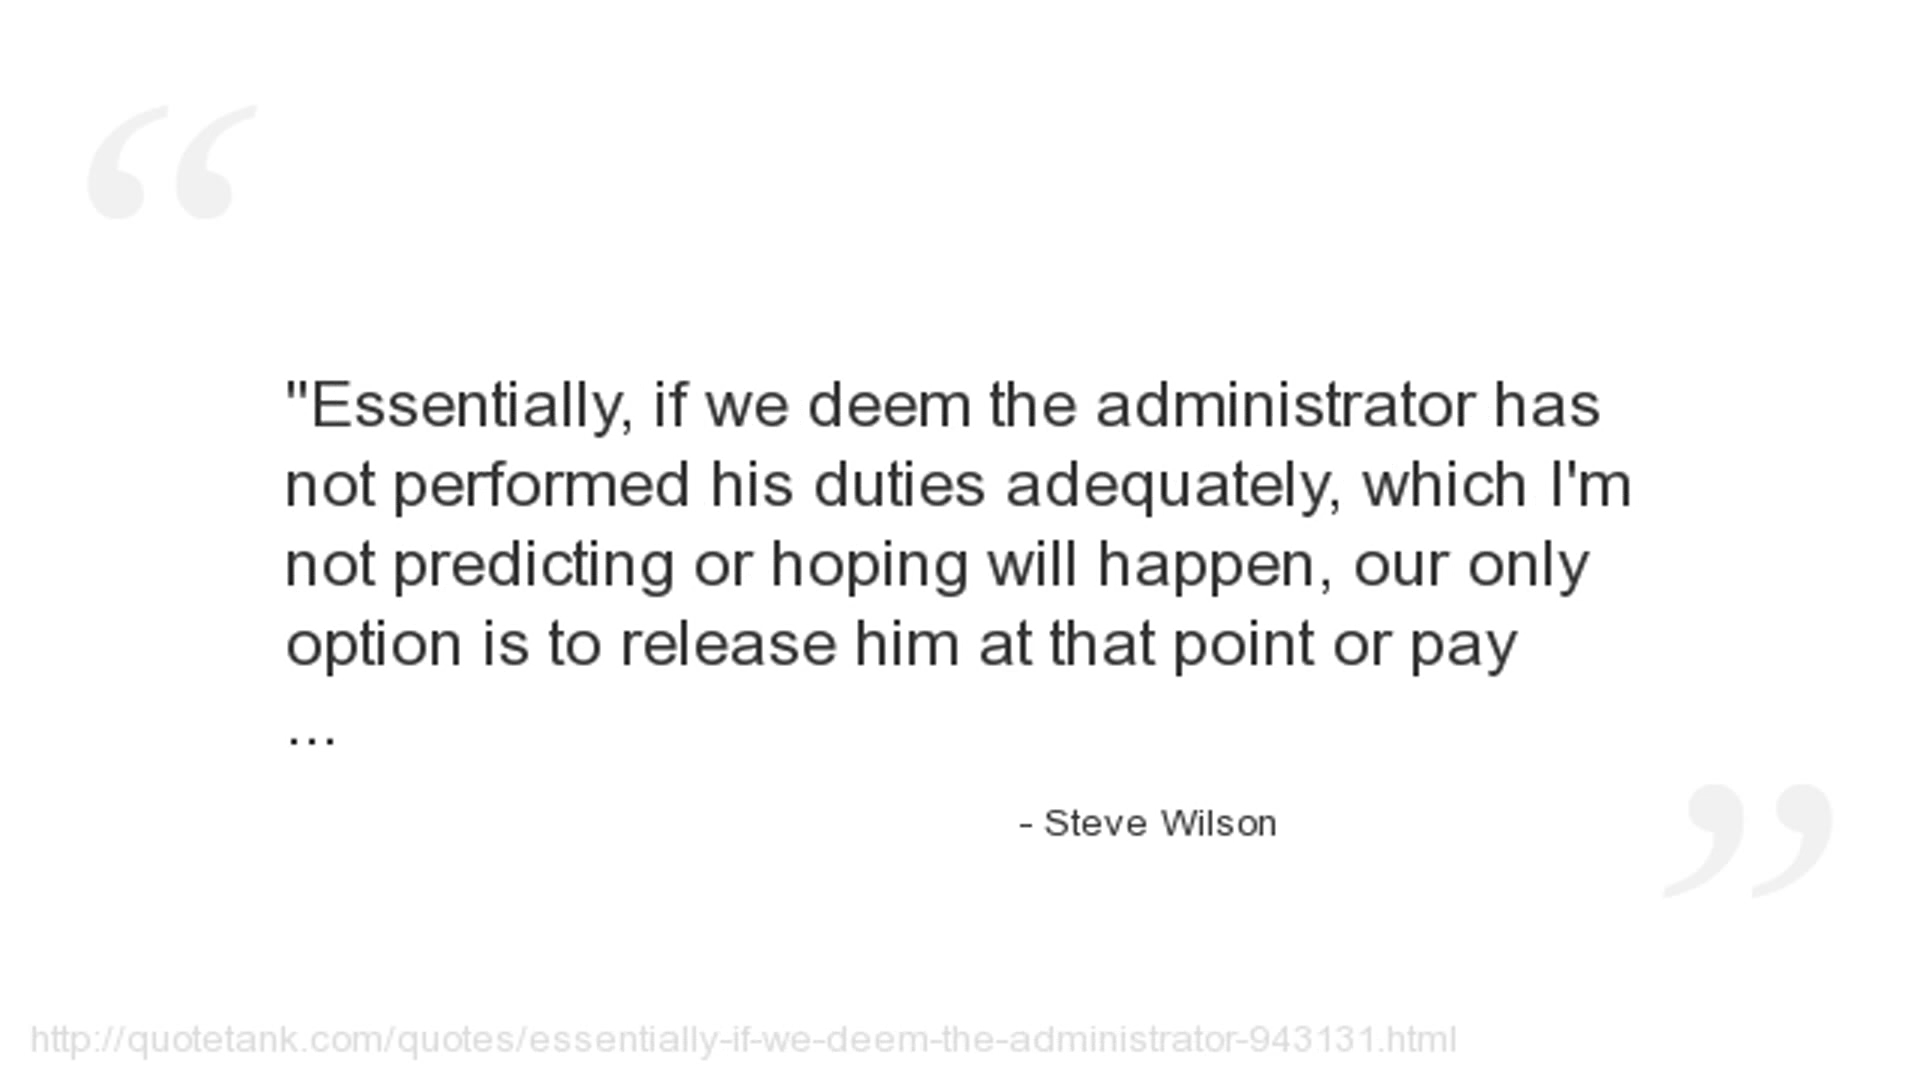 "Essentially, if we deem the administrator has
not performed his duties adequately, which I'm
not predicting or hoping will happen, our only
option is to release him at that point or pay
...
- Steve Wilson
http://quotetank.com/quotes/essentially-if-we-deem-the-administrator-943131.html